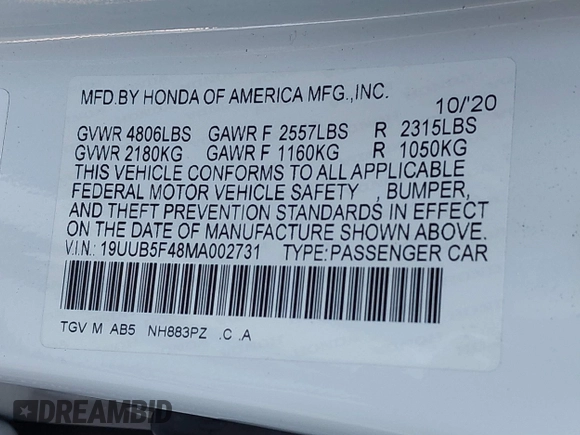 MFD.BY HONDA OF AMERICA MFG.,INC.
10/'20
GVWR 4806LBS GAWR F 2557LBS R 2315LBS
GVWR 2180KG GAWR F 1160KG R 1050KG
THIS VEHICLE CONFORMS TO ALL APPLICABLE
FEDERAL MOTOR VEHICLE SAFETY , BUMPER,
AND THEFT PREVENTION STANDARDS IN EFFECT
ON THE DATE OF MANUFACTURE SHOWN ABOVE.
V.I.N.: 19UUB5F48MA002731 TYPE:PASSENGER CAR
TGV M AB5 NH883PZ .C .A
DREAMBID